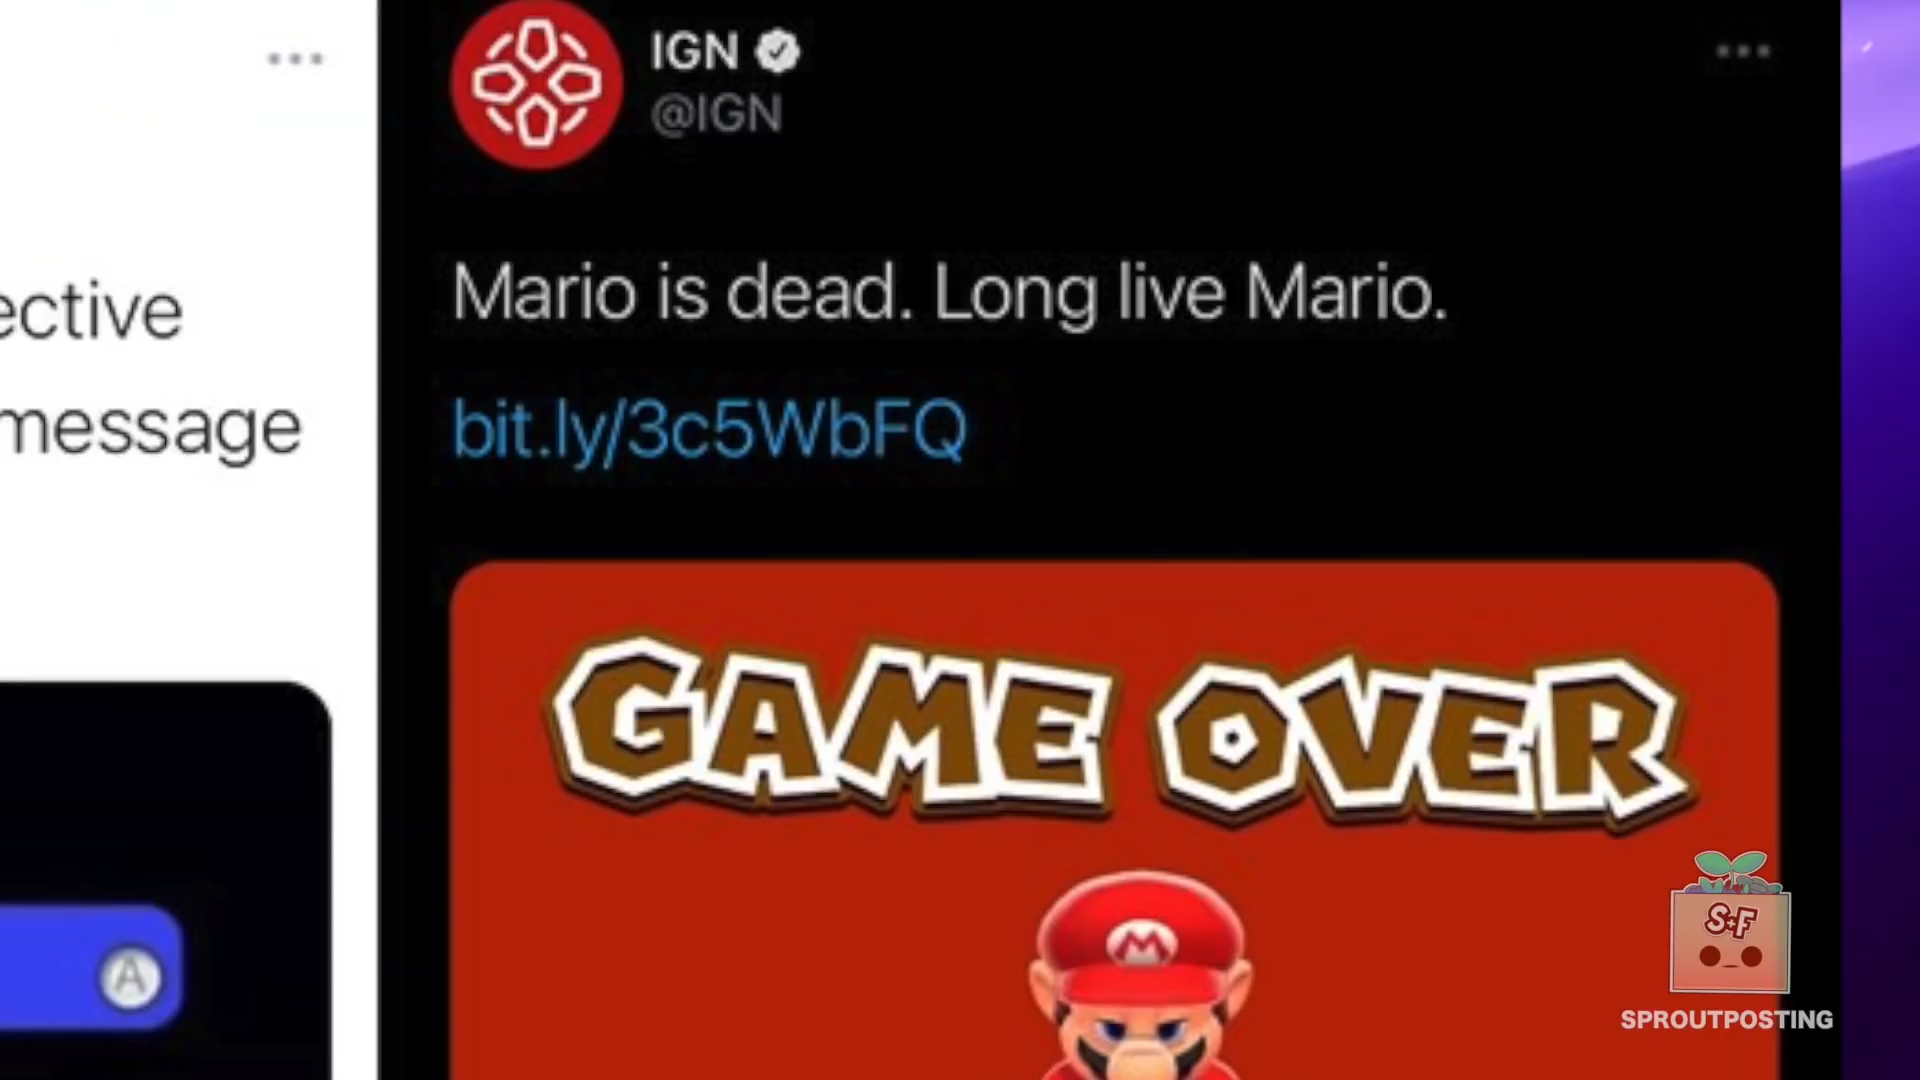 ective
message
A
IGN
@IGN
Mario is dead. Long live Mario.
bit.ly/3c5WbFQ
GAME OVER
M
S+F
SPROUTPOSTING